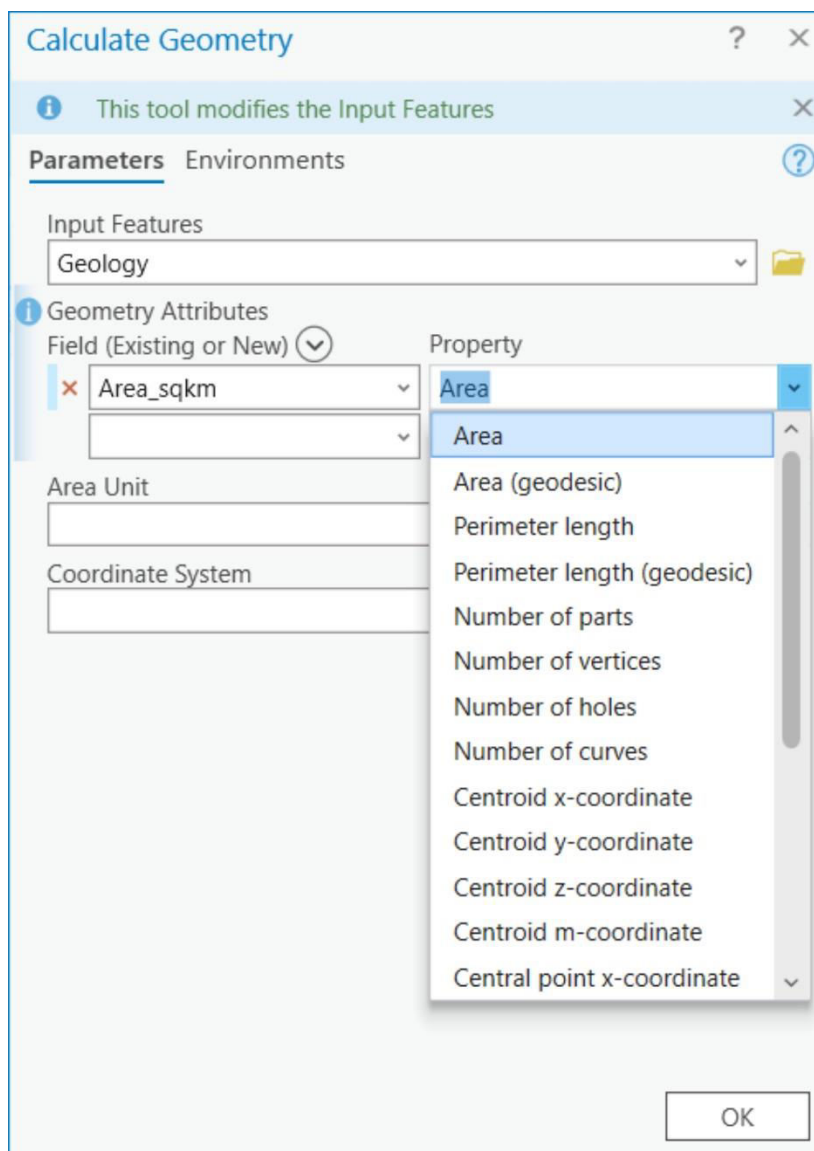 Calculate Geometry ? ×
This tool modifies the Input Features ×
Parameters Environments
Input Features
Geology
Geometry Attributes
Field (Existing or New) Property
× Area_sqkm Area
Area
Area (geodesic)
Area Unit
Perimeter length
Coordinate System
Perimeter length (geodesic)
Number of parts
Number of vertices
Number of holes
Number of curves
Centroid x-coordinate
Centroid y-coordinate
Centroid z-coordinate
Centroid m-coordinate
Central point x-coordinate
OK